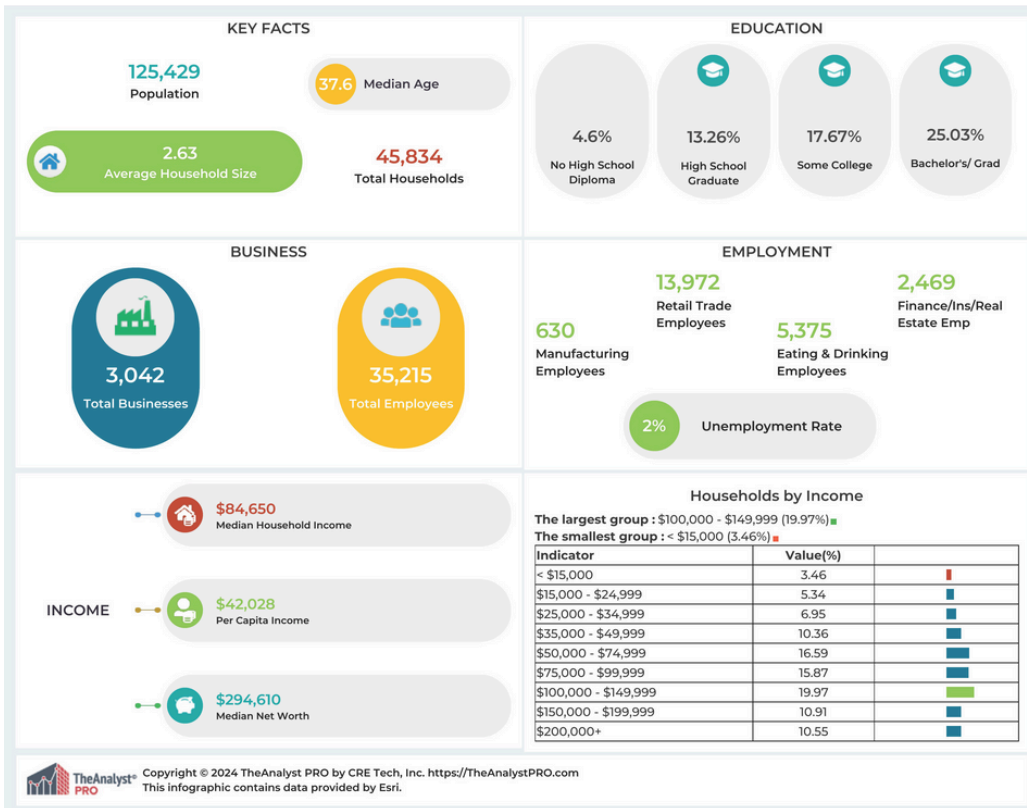 KEY FACTS
125,429
Population
37.6 Median Age
2.63
Average Household Size
45,834
Total Households
EDUCATION
4.6%
No High School
Diploma
13.26%
High School
Graduate
17.67%
Some College
25.03%
Bachelor's/ Grad
BUSINESS
3,042
Total Businesses
35,215
Total Employees
EMPLOYMENT
630
Manufacturing
Employees
13,972
Retail Trade
Employees
5,375
Eating & Drinking
Employees
2,469
Finance/Ins/Real
Estate Emp
2% Unemployment Rate
INCOME
$84,650
Median Household Income
$42,028
Per Capita Income
$294,610
Median Net Worth
Households by Income
The largest group : $100,000 - $149,999 (19.97%)
The smallest group : < $15,000 (3.46%)
Indicator Value(%)
< $15,000 3.46
$15,000 - $24,999 5.34
$25,000 - $34,999 6.95
$35,000 - $49,999 10.36
$50,000 - $74,999 16.59
$75,000 - $99,999 15.87
$100,000 - $149,999 19.97
$150,000 - $199,999 10.91
$200,000+ 10.55
TheAnalyst®
PRO
Copyright © 2024 TheAnalyst PRO by CRE Tech, Inc. https://TheAnalystPRO.com
This infographic contains data provided by Esri.